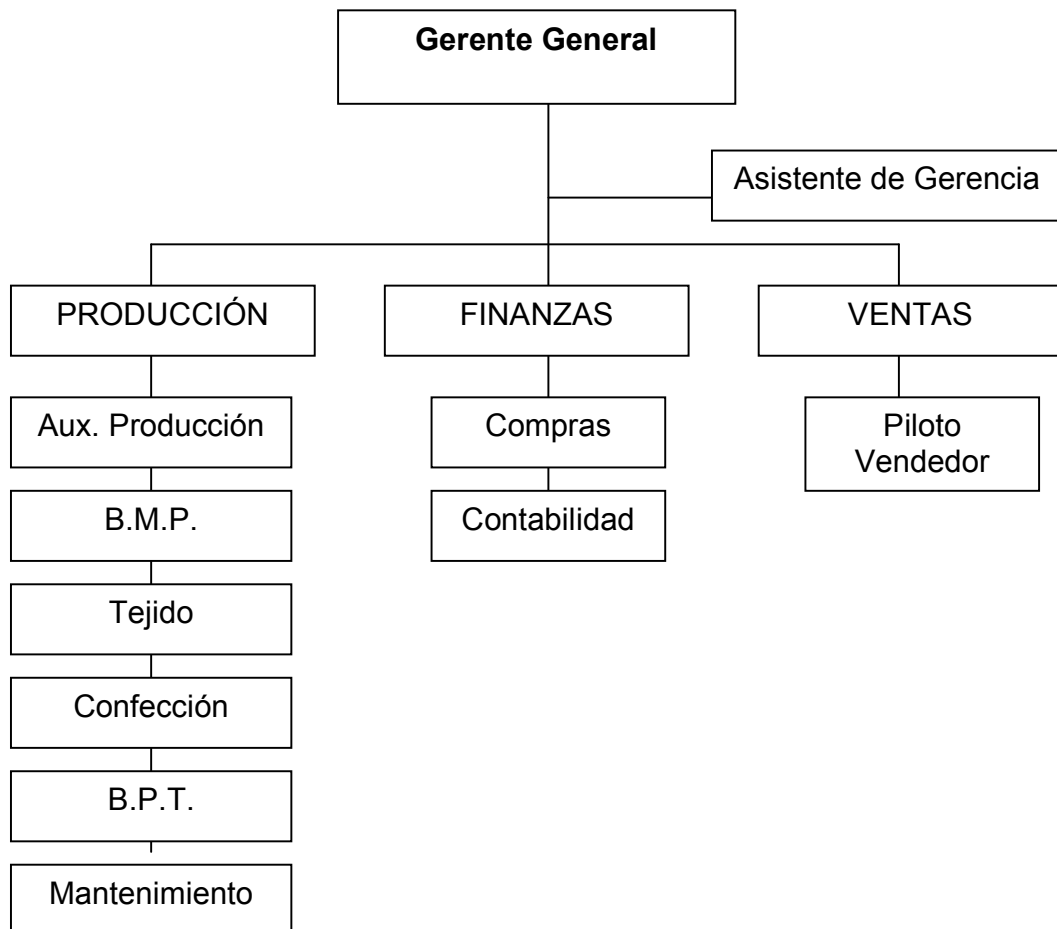 Gerente General
Asistente de Gerencia
PRODUCCIÓN
FINANZAS
VENTAS
Aux. Producción
Compras
Piloto
Vendedor
B.M.P.
Contabilidad
Tejido
Confección
B.P.T.
Mantenimiento